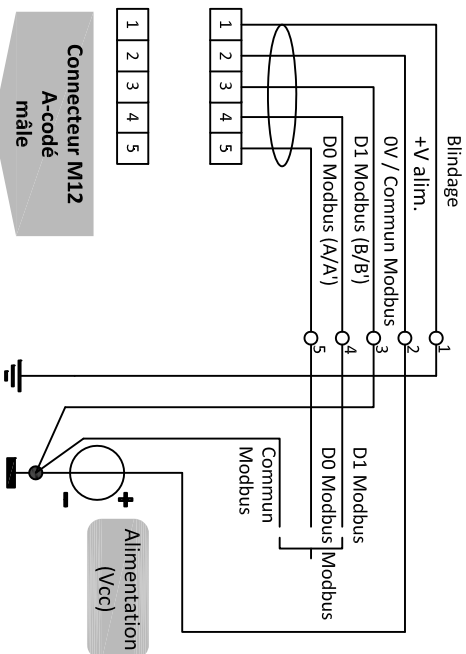 Blindage
+V alim.
0V / Commun Modbus
D1 Modbus (B/B')
D0 Modbus (A/A')
1
2
3
4
5
1
2
3
4
5
1
2
3
4
5
Connecteur M12
A-codé
mâle
D1 Modbus
D0 Modbus
Modbus
Commun
Modbus
+
-
Alimentation
(Vcc)